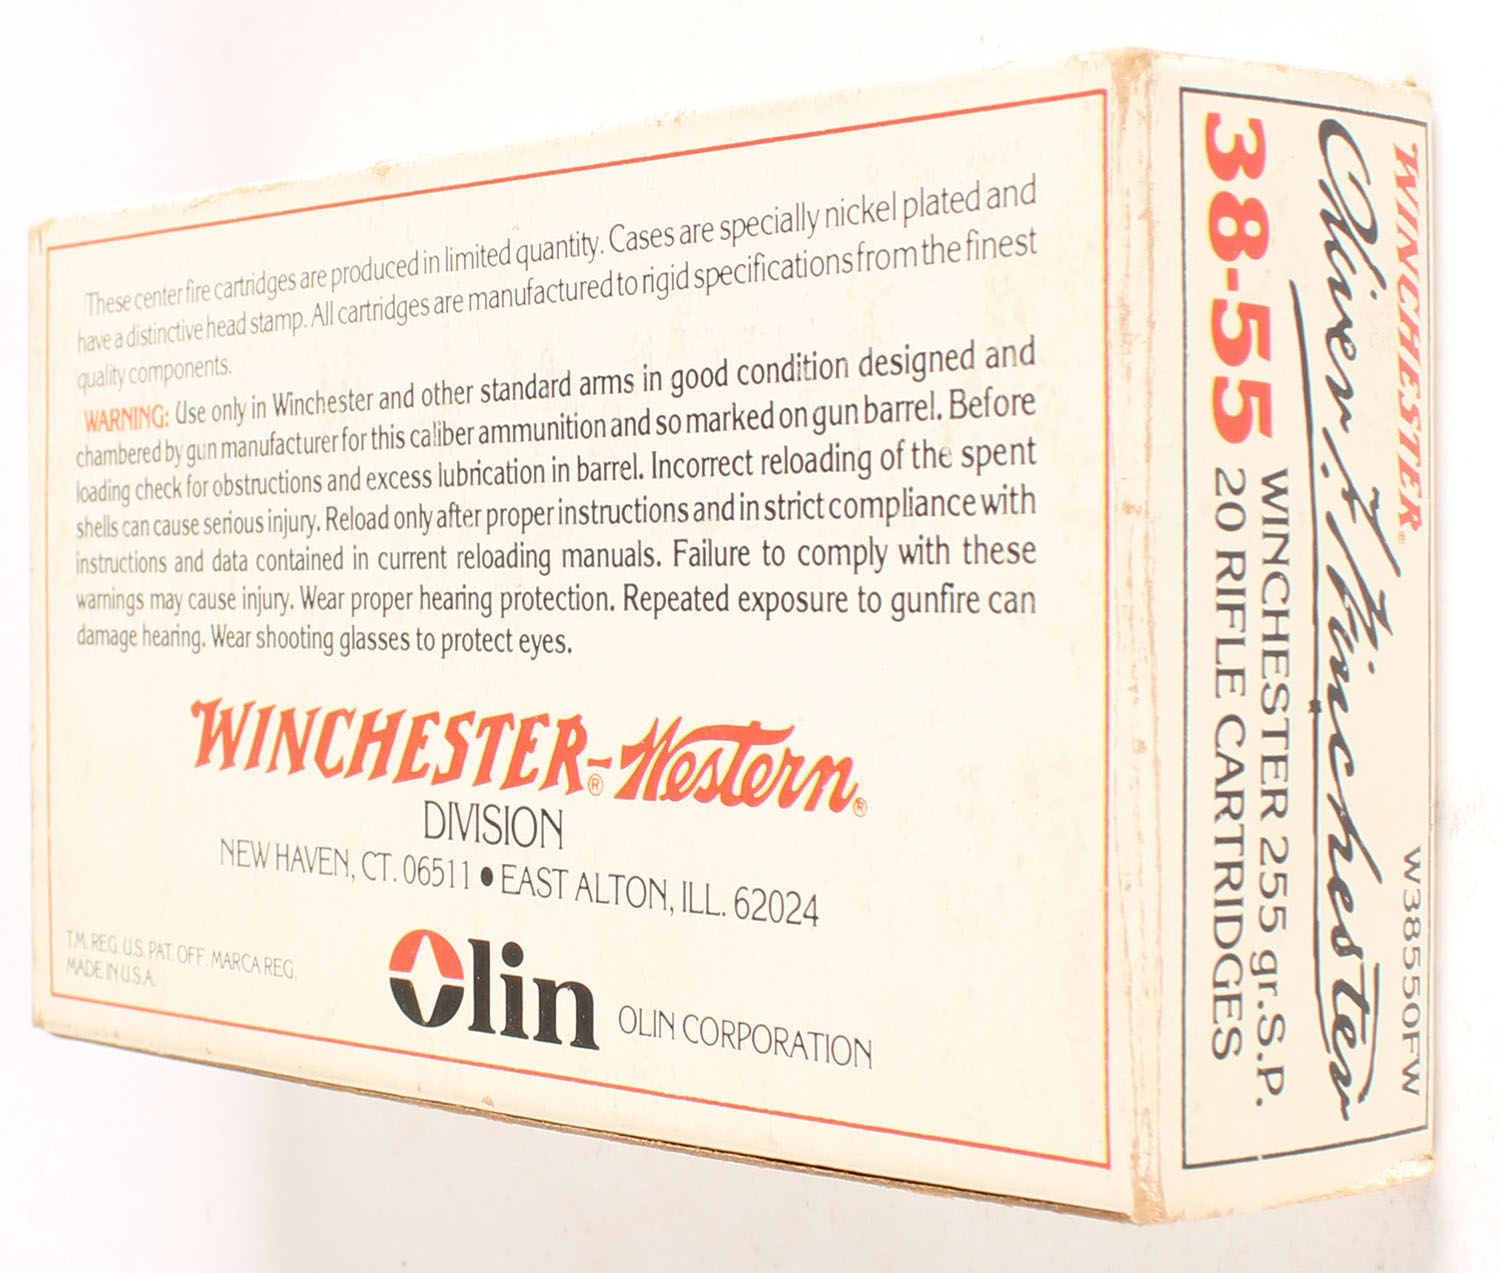 These center fire cartridges are produced in limited quantity. Cases are specially nickel plated and
have a distinctive head stamp. All cartridges are manufactured to rigid specifications from the finest
quality components.
WARNING: Use only in Winchester and other standard arms in good condition designed and
chambered by gun manufacturer for this caliber ammunition and so marked on gun barrel. Before
loading check for obstructions and excess lubrication in barrel. Incorrect reloading of the spent
shells can cause serious injury. Reload only after proper instructions and in strict compliance with
instructions and data contained in current reloading manuals. Failure to comply with these
warnings may cause injury. Wear proper hearing protection. Repeated exposure to gunfire can
damage hearing. Wear shooting glasses to protect eyes.
WINCHESTER®-Western®
DIVISION
NEW HAVEN, CT. 06511 • EAST ALTON, ILL. 62024
T.M. REG. U.S. PAT. OFF. MARCA REG.
MADE IN U.S.A.
Olin OLIN CORPORATION
WINCHESTER® W38550FW
Oliver F. Winchester
38-55 WINCHESTER 255 gr. S.P.
20 RIFLE CARTRIDGES